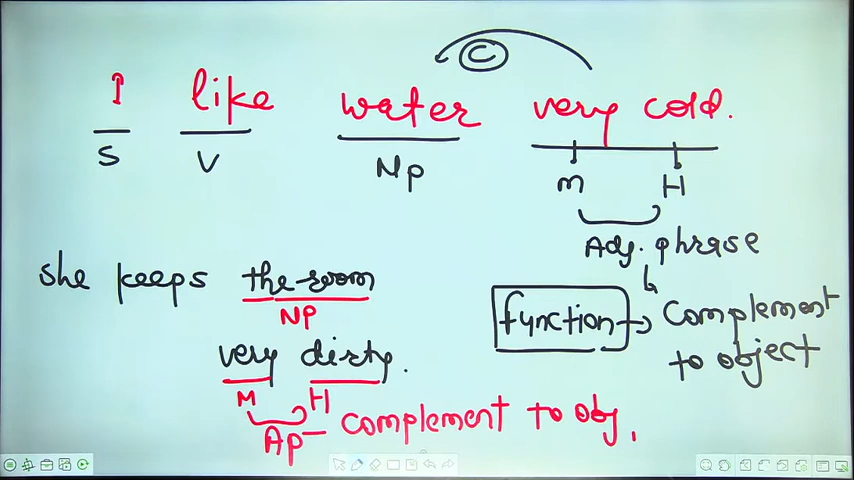 C
I like water very cold.
S V Np M H
Adj. phrase
function → Complement to object
she keeps the room
NP
very dirty.
M H
Ap – complement to obj.